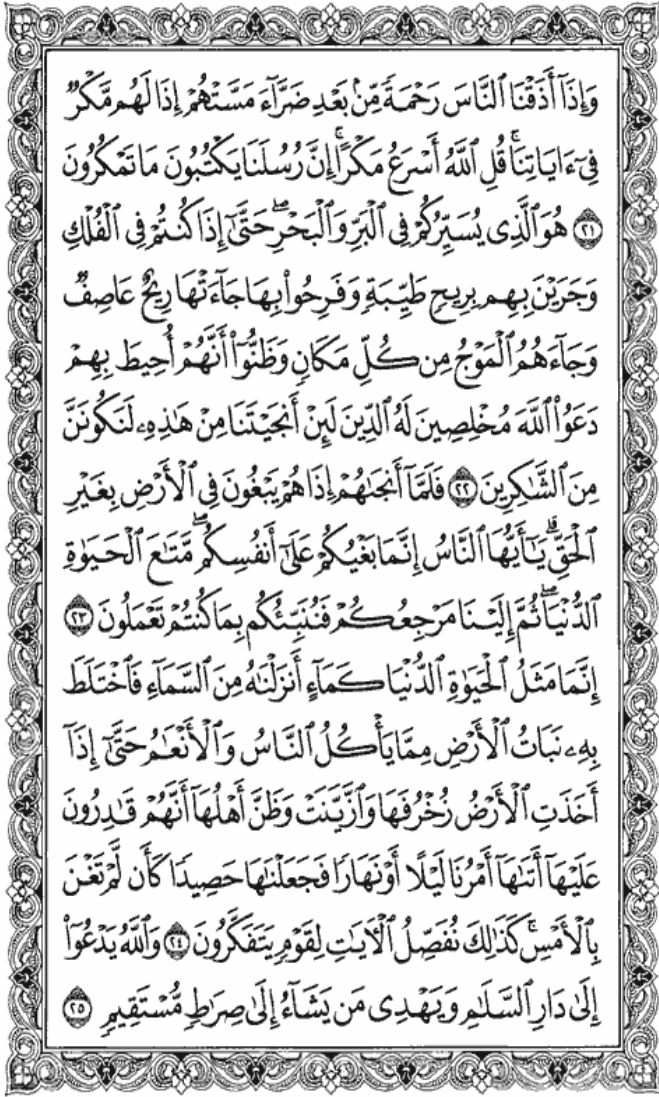 وَإِذَآ أَذَقْنَا ٱلنَّاسَ رَحْمَةً مِّنۢ بَعْدِ ضَرَّآءَ مَسَّتْهُمْ إِذَا لَهُم مَّكْرٌ
فِىٓ ءَايَاتِنَا ۚ قُلِ ٱللَّهُ أَسْرَعُ مَكْرًا ۚ إِنَّ رُسُلَنَا يَكْتُبُونَ مَا تَمْكُرُونَ
٢١ هُوَ ٱلَّذِى يُسَيِّرُكُمْ فِى ٱلْبَرِّ وَٱلْبَحْرِ ۖ حَتَّىٰٓ إِذَا كُنتُمْ فِى ٱلْفُلْكِ
وَجَرَيْنَ بِهِم بِرِيحٍ طَيِّبَةٍ وَفَرِحُوا۟ بِهَا جَآءَتْهَا رِيحٌ عَاصِفٌ
وَجَآءَهُمُ ٱلْمَوْجُ مِن كُلِّ مَكَانٍ وَظَنُّوٓا۟ أَنَّهُمْ أُحِيطَ بِهِمْ
دَعَوُا۟ ٱللَّهَ مُخْلِصِينَ لَهُ ٱلدِّينَ لَئِنْ أَنجَيْتَنَا مِنْ هَٰذِهِۦ لَنَكُونَنَّ
مِنَ ٱلشَّٰكِرِينَ ٢٢ فَلَمَّآ أَنجَىٰهُمْ إِذَا هُمْ يَبْغُونَ فِى ٱلْأَرْضِ بِغَيْرِ
ٱلْحَقِّ ۗ يَٰٓأَيُّهَا ٱلنَّاسُ إِنَّمَا بَغْيُكُمْ عَلَىٰٓ أَنفُسِكُم ۖ مَّتَٰعَ ٱلْحَيَوٰةِ
ٱلدُّنْيَا ۖ ثُمَّ إِلَيْنَا مَرْجِعُكُمْ فَنُنَبِّئُكُم بِمَا كُنتُمْ تَعْمَلُونَ ٢٣
إِنَّمَا مَثَلُ ٱلْحَيَوٰةِ ٱلدُّنْيَا كَمَآءٍ أَنزَلْنَٰهُ مِنَ ٱلسَّمَآءِ فَٱخْتَلَطَ
بِهِۦ نَبَاتُ ٱلْأَرْضِ مِمَّا يَأْكُلُ ٱلنَّاسُ وَٱلْأَنْعَٰمُ حَتَّىٰٓ إِذَآ
أَخَذَتِ ٱلْأَرْضُ زُخْرُفَهَا وَٱزَّيَّنَتْ وَظَنَّ أَهْلُهَآ أَنَّهُمْ قَٰدِرُونَ
عَلَيْهَآ أَتَىٰهَآ أَمْرُنَا لَيْلًا أَوْ نَهَارًا فَجَعَلْنَٰهَا حَصِيدًا كَأَن لَّمْ تَغْنَ
بِٱلْأَمْسِ ۚ كَذَٰلِكَ نُفَصِّلُ ٱلْءَايَٰتِ لِقَوْمٍ يَتَفَكَّرُونَ ٢٤ وَٱللَّهُ يَدْعُوٓا۟
إِلَىٰ دَارِ ٱلسَّلَٰمِ وَيَهْدِى مَن يَشَآءُ إِلَىٰ صِرَٰطٍ مُّسْتَقِيمٍ ٢٥